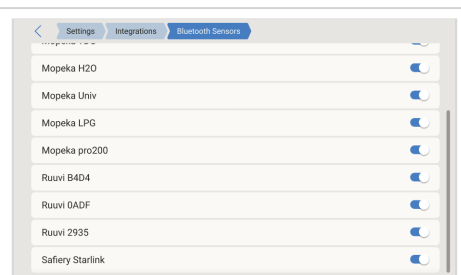 Settings Integrations Bluetooth Sensors
Mopeka H2O
Mopeka Univ
Mopeka LPG
Mopeka pro200
Ruuvi B4D4
Ruuvi 0ADF
Ruuvi 2935
Safiery Starlink